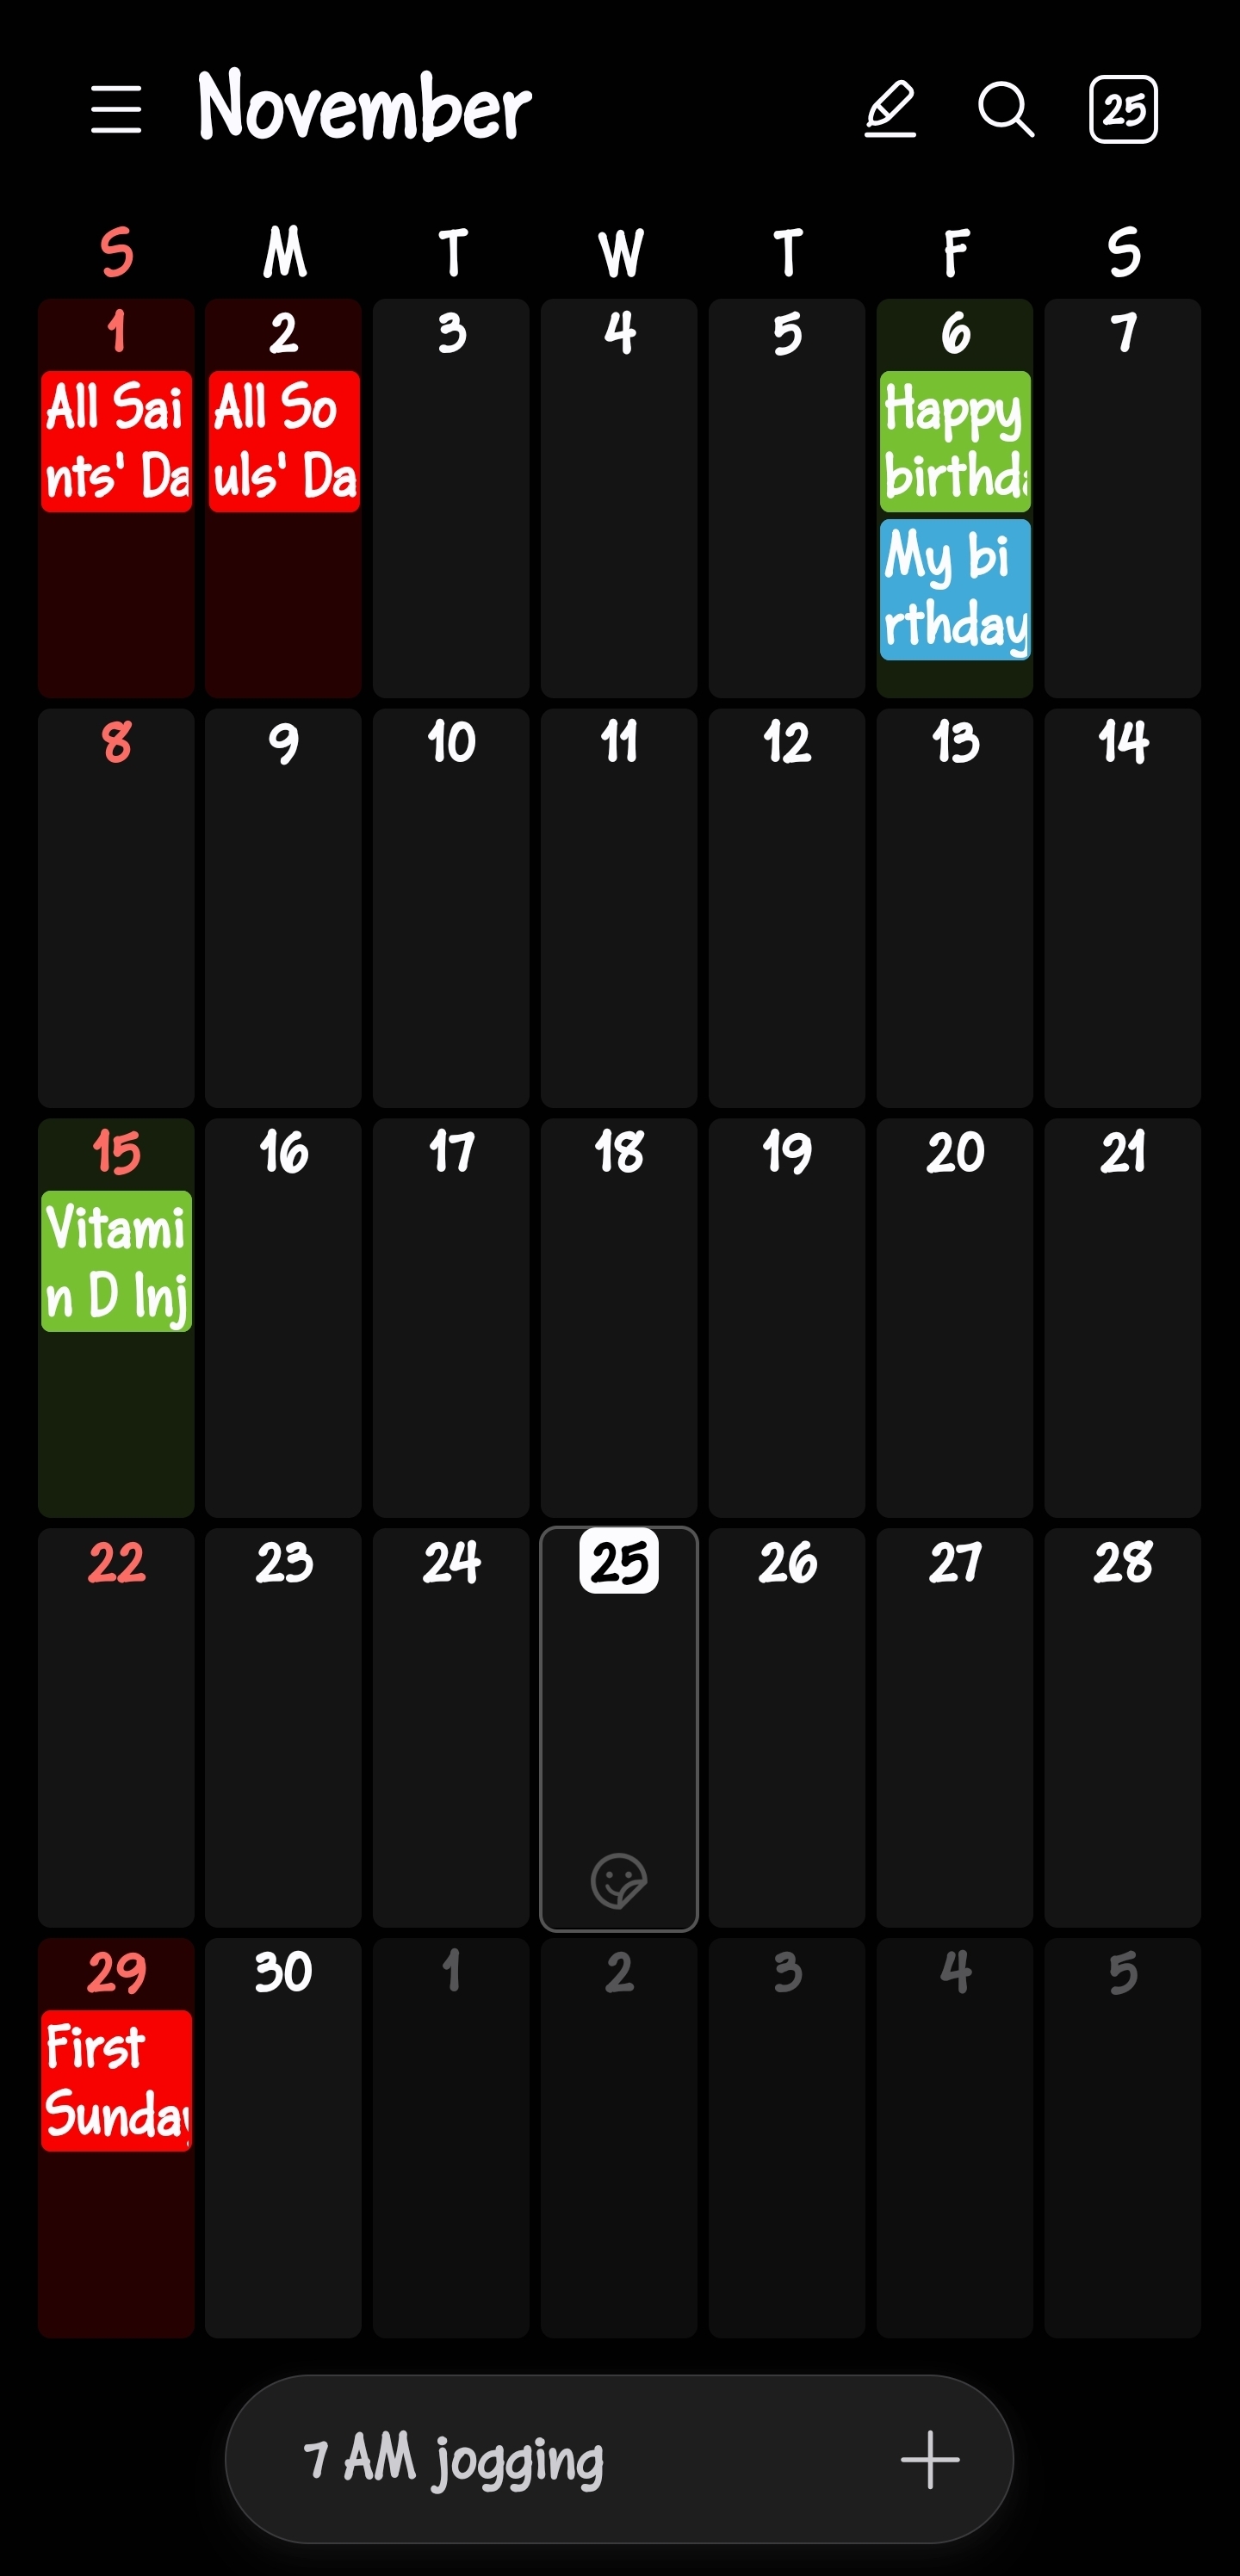 November 25
S M T W T F S
1 2 3 4 5 6 7
All Sai All So Happy
nts' Da uls' Da birthda
My bi
rthday
8 9 10 11 12 13 14
15 16 17 18 19 20 21
Vitami
n D Inj
22 23 24 25 26 27 28
29 30 1 2 3 4 5
First
Sunday
7 AM jogging